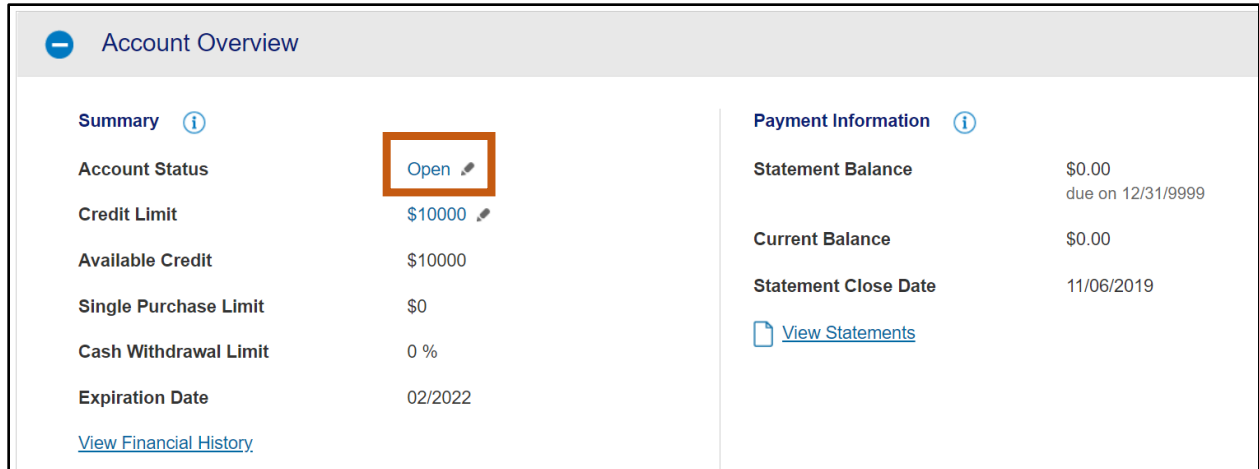 Account Overview
Summary
Account Status Open
Credit Limit $10000
Available Credit $10000
Single Purchase Limit $0
Cash Withdrawal Limit 0 %
Expiration Date 02/2022
View Financial History
Payment Information
Statement Balance $0.00
due on 12/31/9999
Current Balance $0.00
Statement Close Date 11/06/2019
View Statements